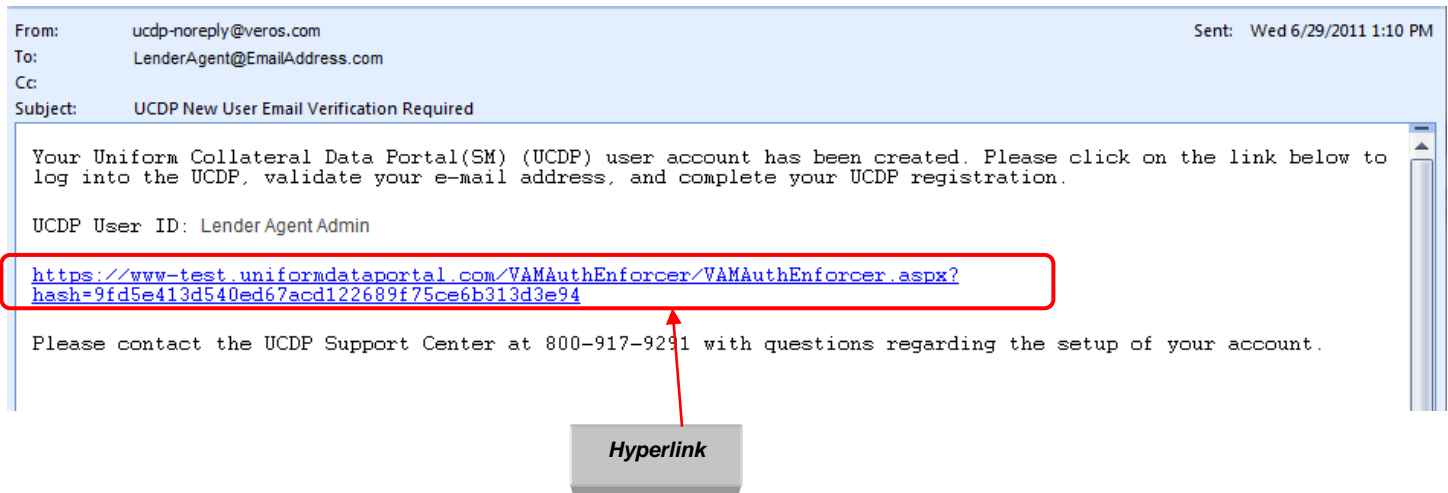 From: ucdp-noreply@veros.com Sent: Wed 6/29/2011 1:10 PM
To: LenderAgent@EmailAddress.com
Cc:
Subject: UCDP New User Email Verification Required
Your Uniform Collateral Data Portal(SM) (UCDP) user account has been created. Please click on the link below to
log into the UCDP, validate your e-mail address, and complete your UCDP registration.
UCDP User ID: Lender Agent Admin
https://www-test.uniformdataportal.com/VAMAuthEnforcer/VAMAuthEnforcer.aspx?
hash=9fd5e413d540ed67acd122689f75ce6b313d3e94
Please contact the UCDP Support Center at 800-917-9291 with questions regarding the setup of your account.
Hyperlink